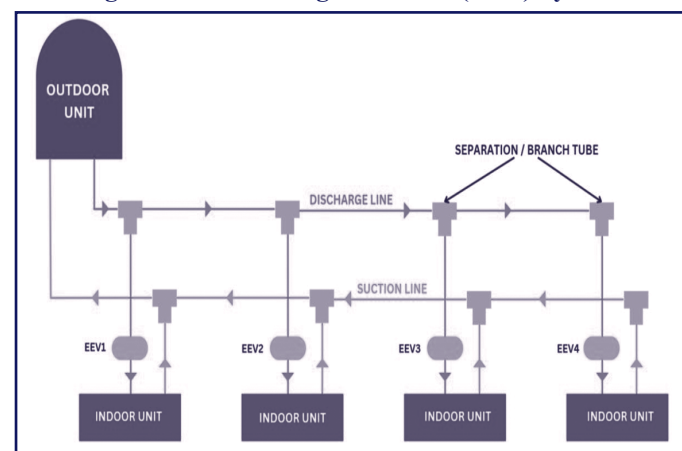 OUTDOOR
UNIT
SEPARATION / BRANCH TUBE
DISCHARGE LINE
SUCTION LINE
EEV1
EEV2
EEV3
EEV4
INDOOR UNIT
INDOOR UNIT
INDOOR UNIT
INDOOR UNIT